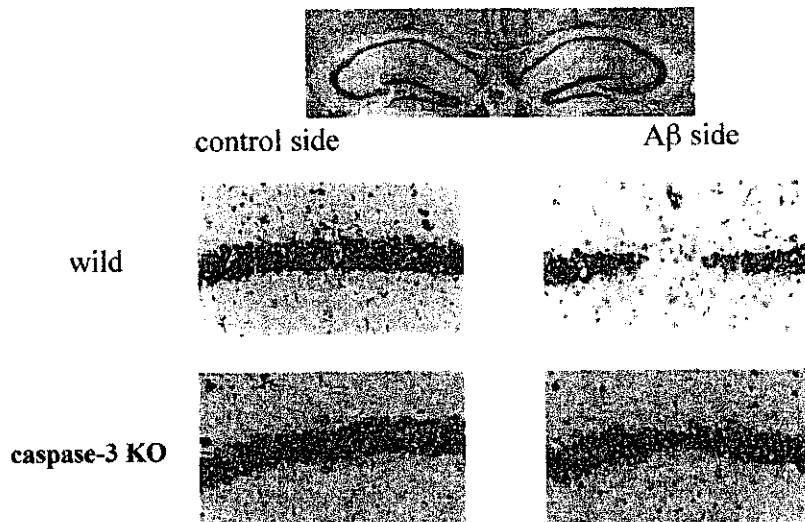 control side
Aβ side
wild
caspase-3 KO